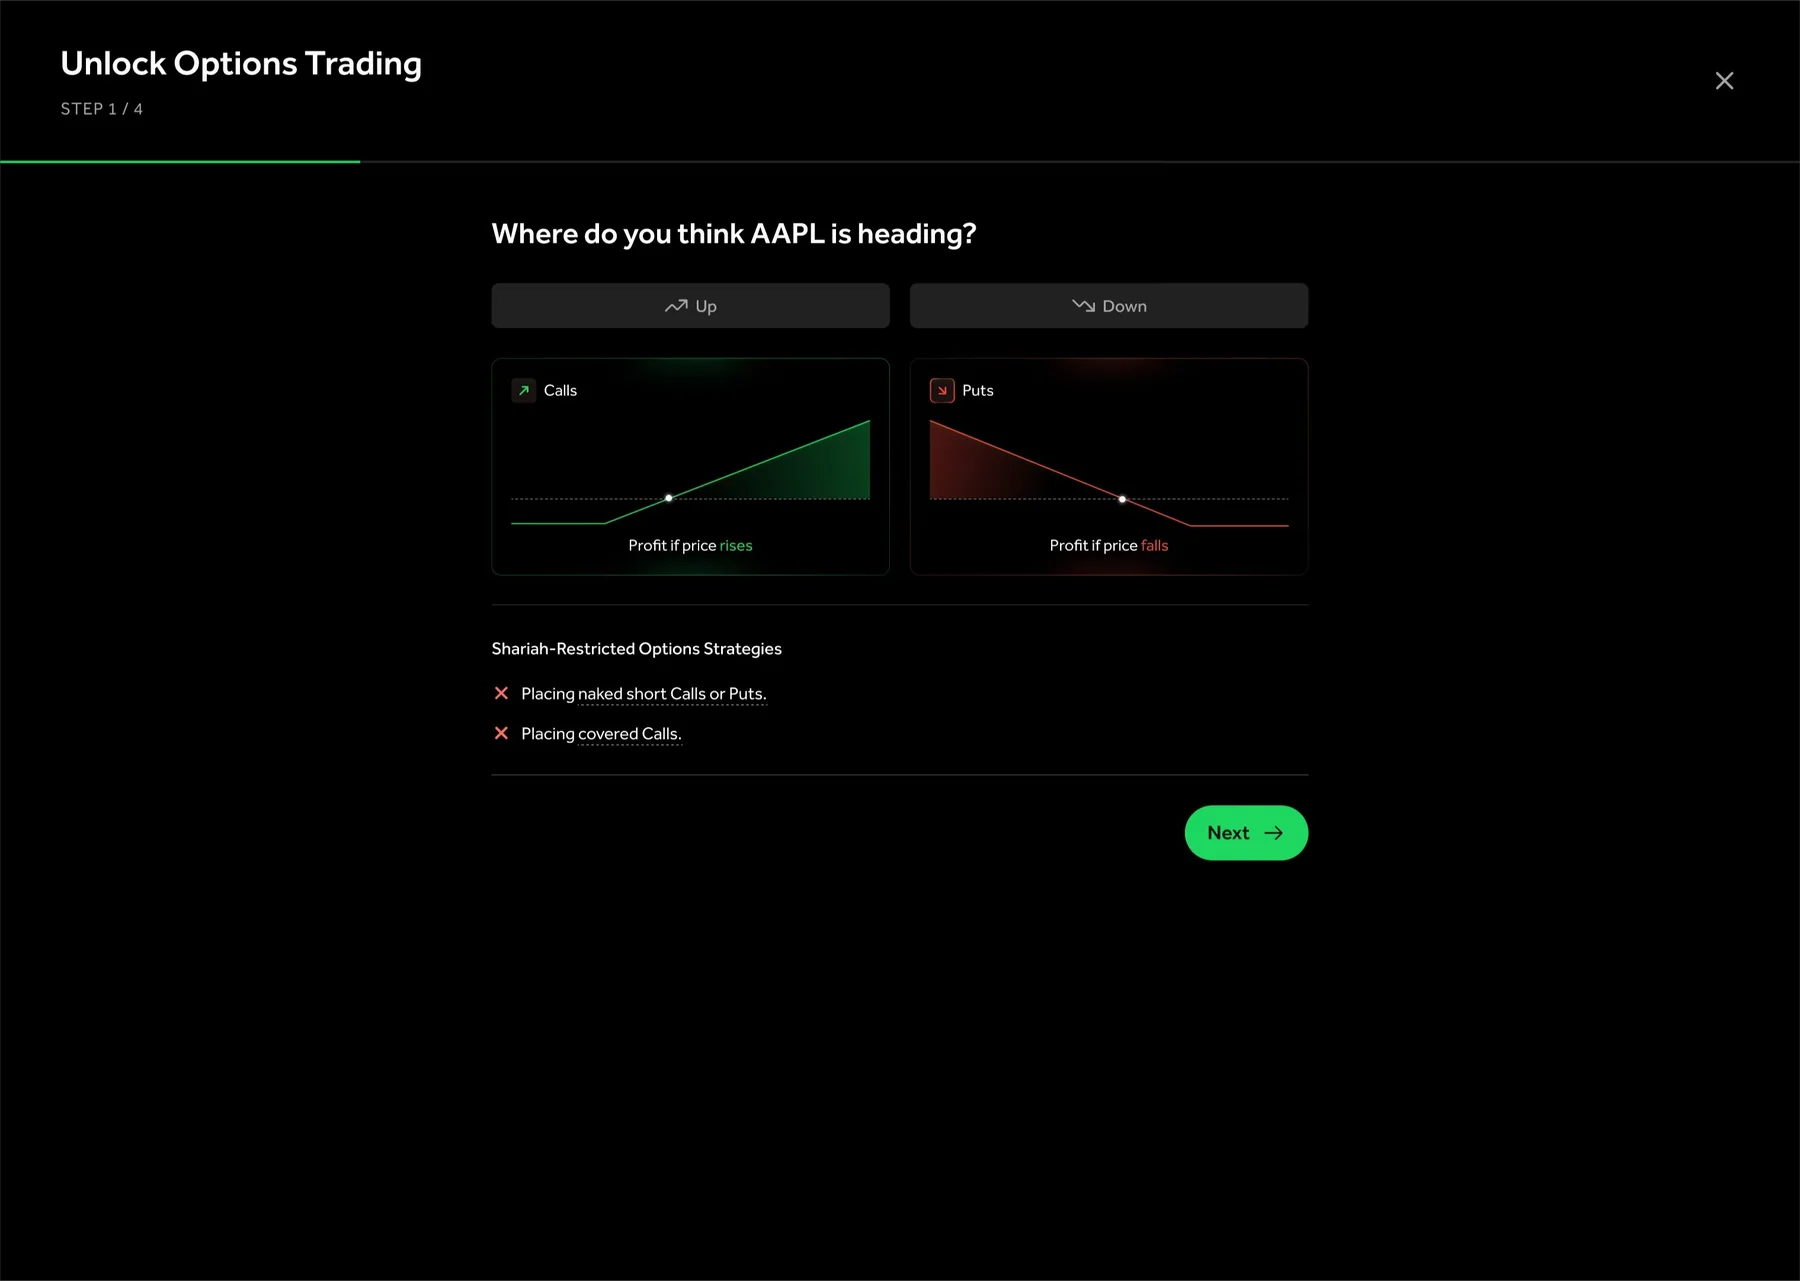 Unlock Options Trading
STEP 1 / 4
Where do you think AAPL is heading?
Up
Down
Calls
Puts
Profit if price rises
Profit if price falls
Shariah-Restricted Options Strategies
Placing naked short Calls or Puts.
Placing covered Calls.
Next